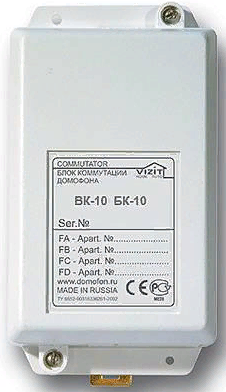 COMMUTATOR
БЛОК КОММУТАЦИИ
ДОМОФОНА
VIZIT
ВК-10 БК-10
Ser.№
FA - Apart. №
FB - Apart. №
FC - Apart. №
FD - Apart. №
www.domofon.ru
MADE IN RUSSIA